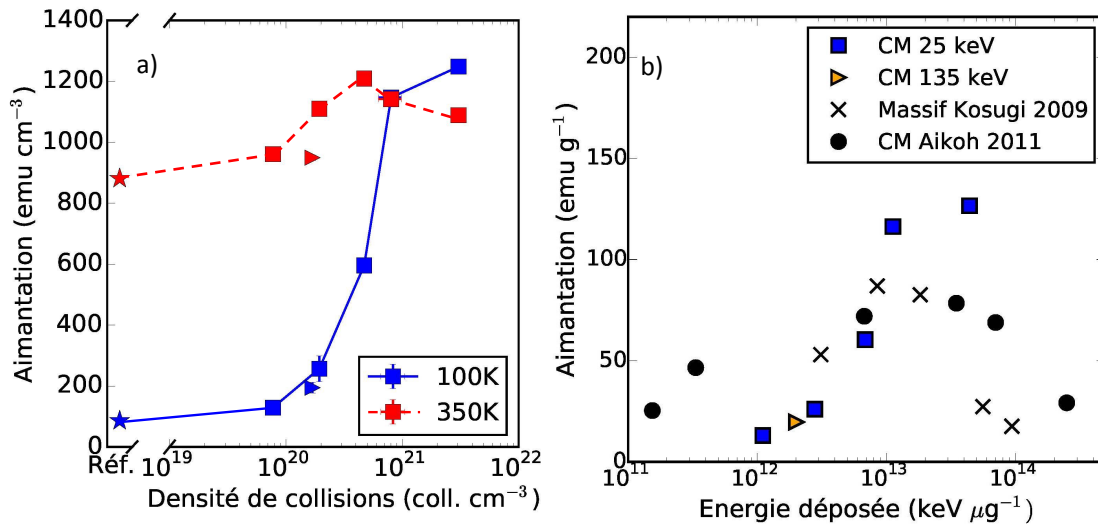 a)
Aimantation (emu cm⁻³)
1400
1200
1000
800
600
400
200
0
Réf.
10¹⁹
10²⁰
10²¹
10²²
Densité de collisions (coll. cm⁻³)
100K
350K
b)
Aimantation (emu g⁻¹)
200
150
100
50
0
10¹¹
10¹²
10¹³
10¹⁴
Energie déposée (keV μg⁻¹)
CM 25 keV
CM 135 keV
Massif Kosugi 2009
CM Aikoh 2011